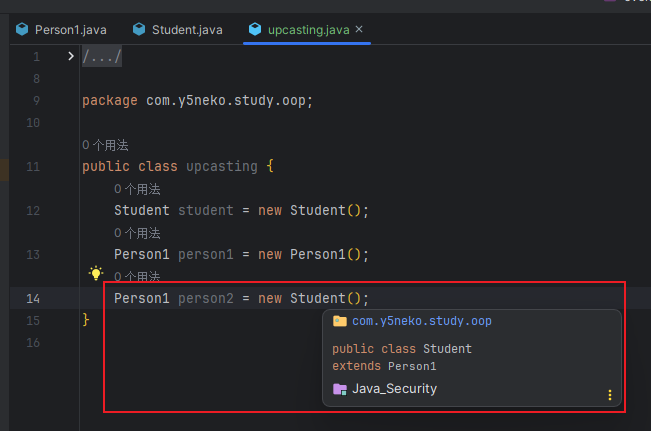 Person1.java Student.java upcasting.java
1 /.../
8
9 package com.y5neko.study.oop;
10
0 个用法
11 public class upcasting {
0 个用法
12 Student student = new Student();
0 个用法
13 Person1 person1 = new Person1();
0 个用法
14 Person1 person2 = new Student();
15 }
16
com.y5neko.study.oop
public class Student
extends Person1
Java_Security